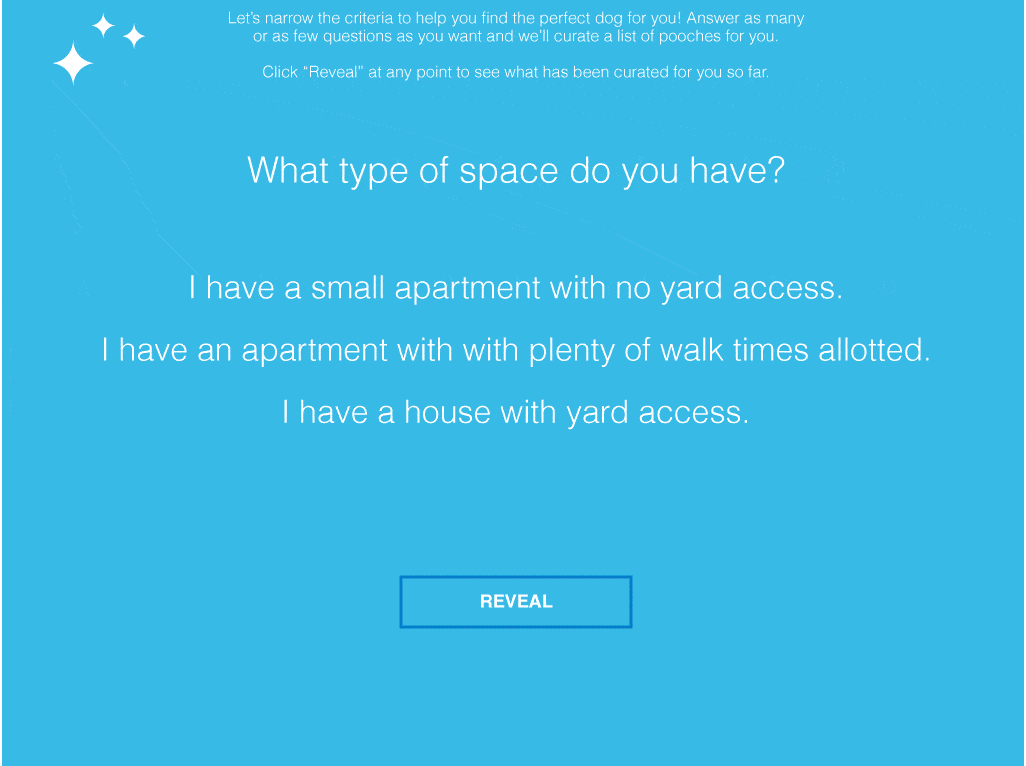 Let’s narrow the criteria to help you find the perfect dog for you! Answer as many
or as few questions as you want and we’ll curate a list of pooches for you.
Click “Reveal” at any point to see what has been curated for you so far.
What type of space do you have?
I have a small apartment with no yard access.
I have an apartment with with plenty of walk times allotted.
I have a house with yard access.
REVEAL